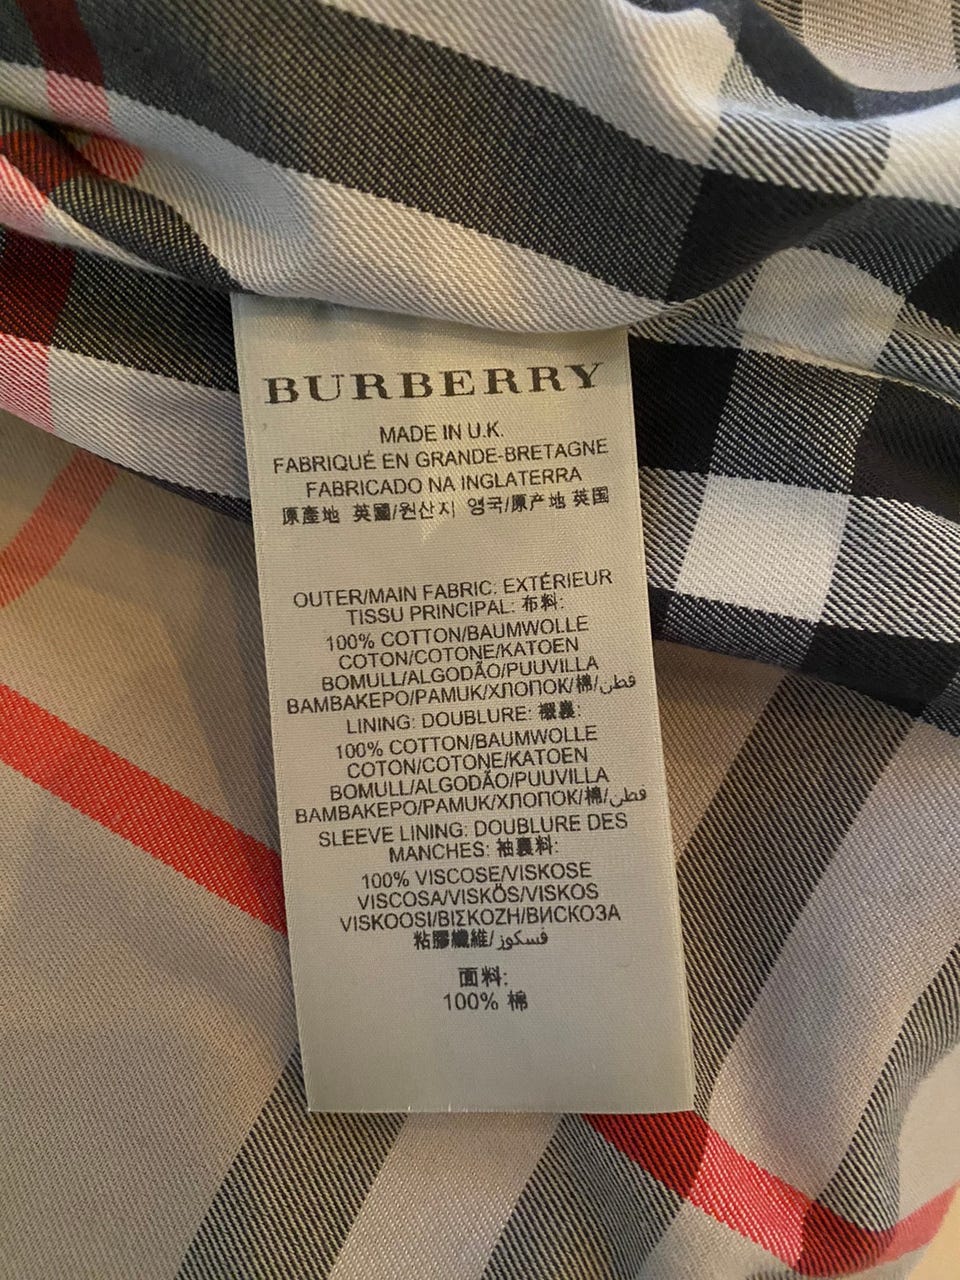 BURBERRY
MADE IN U.K.
FABRIQUÉ EN GRANDE-BRETAGNE
FABRICADO NA INGLATERRA
原產地 英國/원산지 영국/原产地 英国
OUTER/MAIN FABRIC: EXTÉRIEUR
TISSU PRINCIPAL: 布料:
100% COTTON/BAUMWOLLE
COTON/COTONE/KATOEN
BOMULL/ALGODÃO/PUUVILLA
BAMBAKEPO/PAMUK/ХЛОПОК/棉/قطن
LINING: DOUBLURE: 襯裏:
100% COTTON/BAUMWOLLE
COTON/COTONE/KATOEN
BOMULL/ALGODÃO/PUUVILLA
BAMBAKEPO/PAMUK/ХЛОПОК/棉/قطن
SLEEVE LINING: DOUBLURE DES
MANCHES: 袖裏料:
100% VISCOSE/VISKOSE
VISCOSA/VISKÖS/VISKOS
VISKOOSI/ΒΙΣΚΟΖΗ/ВИСКОЗА
粘膠纖維/فسكوز
面料:
100% 棉